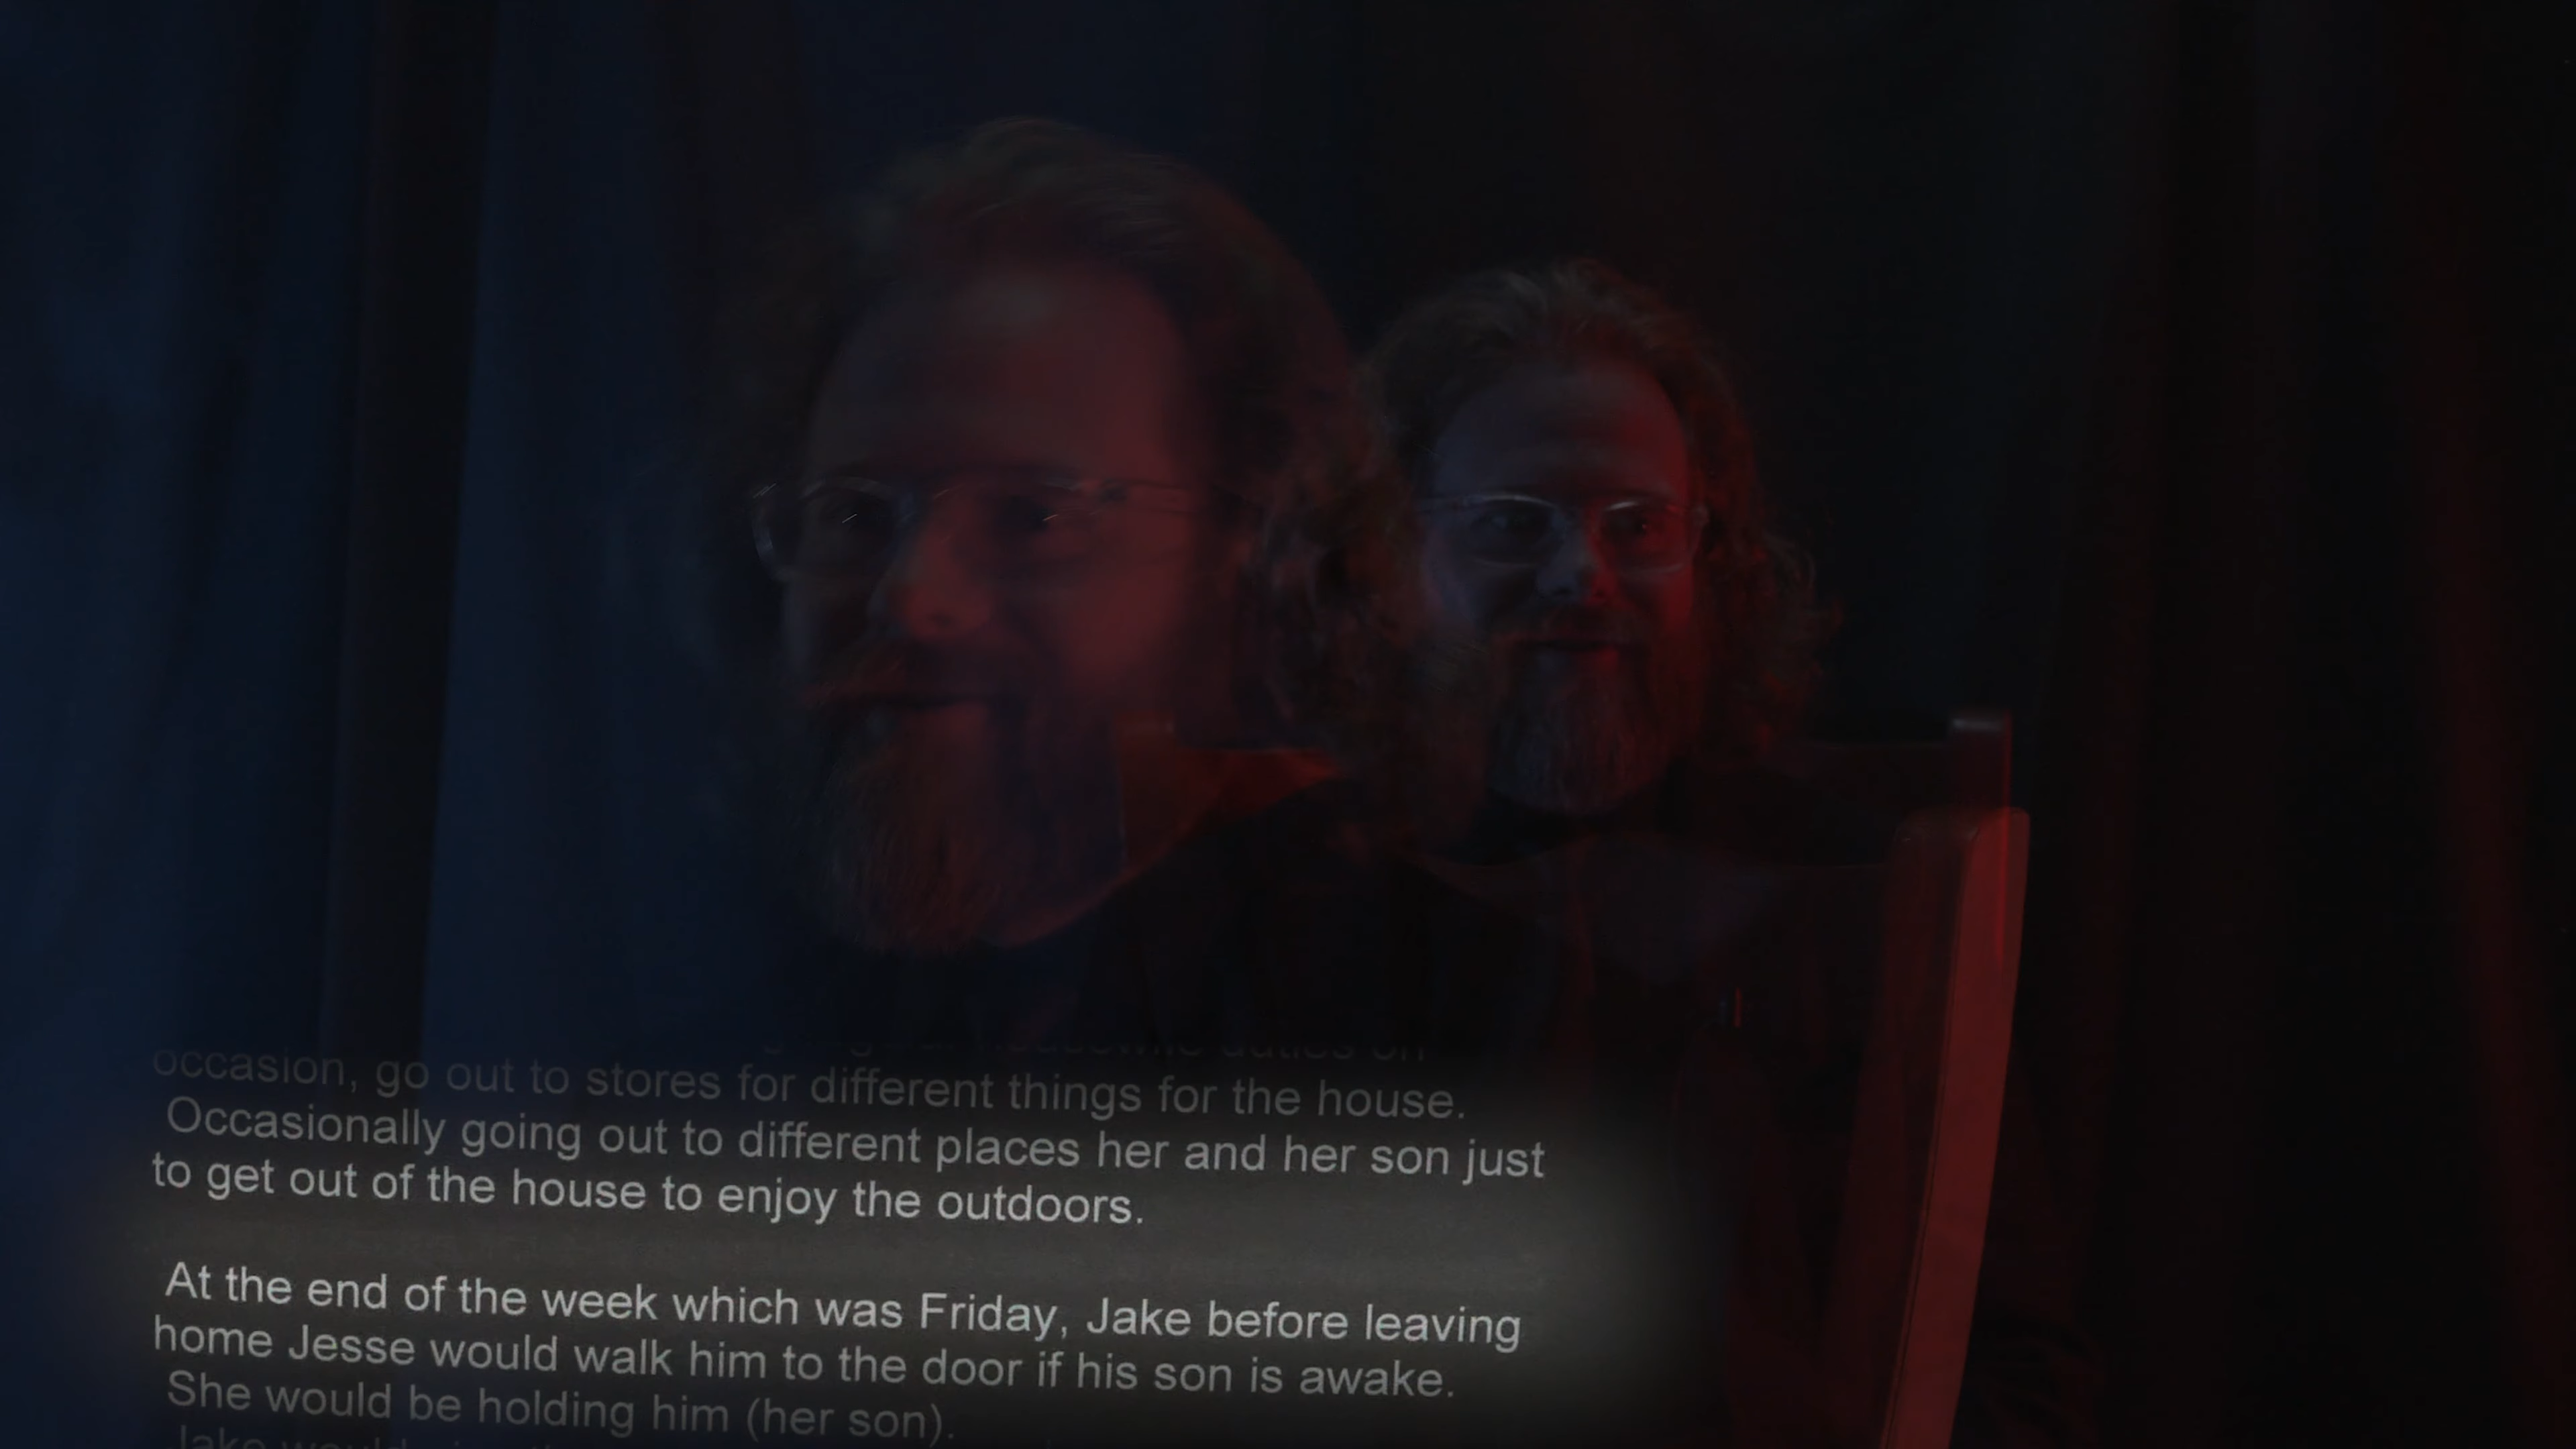 occasion, go out to stores for different things for the house.
Occasionally going out to different places her and her son just
to get out of the house to enjoy the outdoors.
At the end of the week which was Friday, Jake before leaving
home Jesse would walk him to the door if his son is awake.
She would be holding him (her son).
Jake would